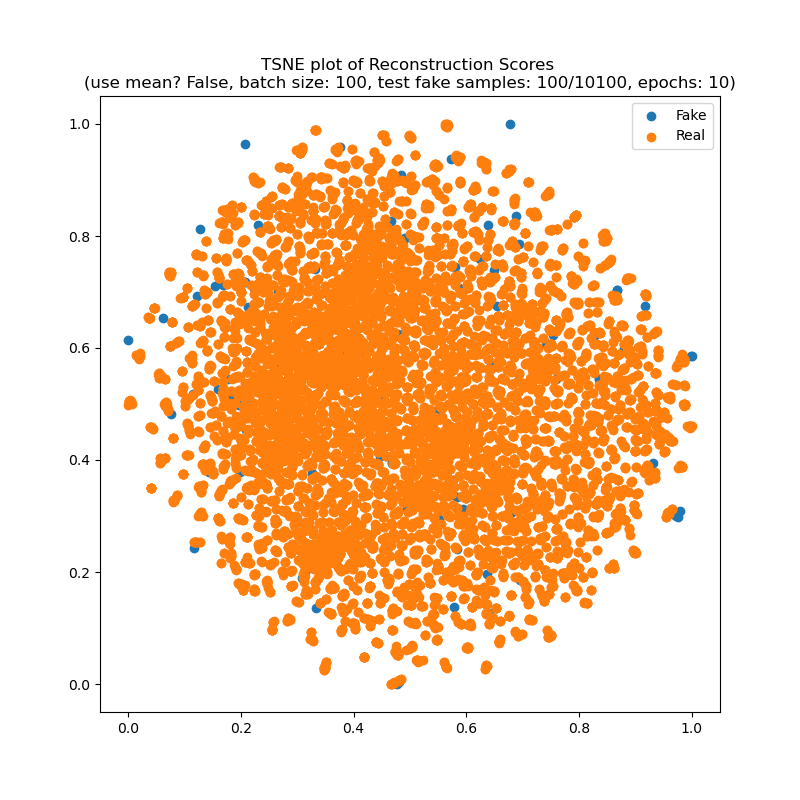 TSNE plot of Reconstruction Scores
(use mean? False, batch size: 100, test fake samples: 100/10100, epochs: 10)
Fake
Real
1.0
0.8
0.6
0.4
0.2
0.0
0.0 0.2 0.4 0.6 0.8 1.0